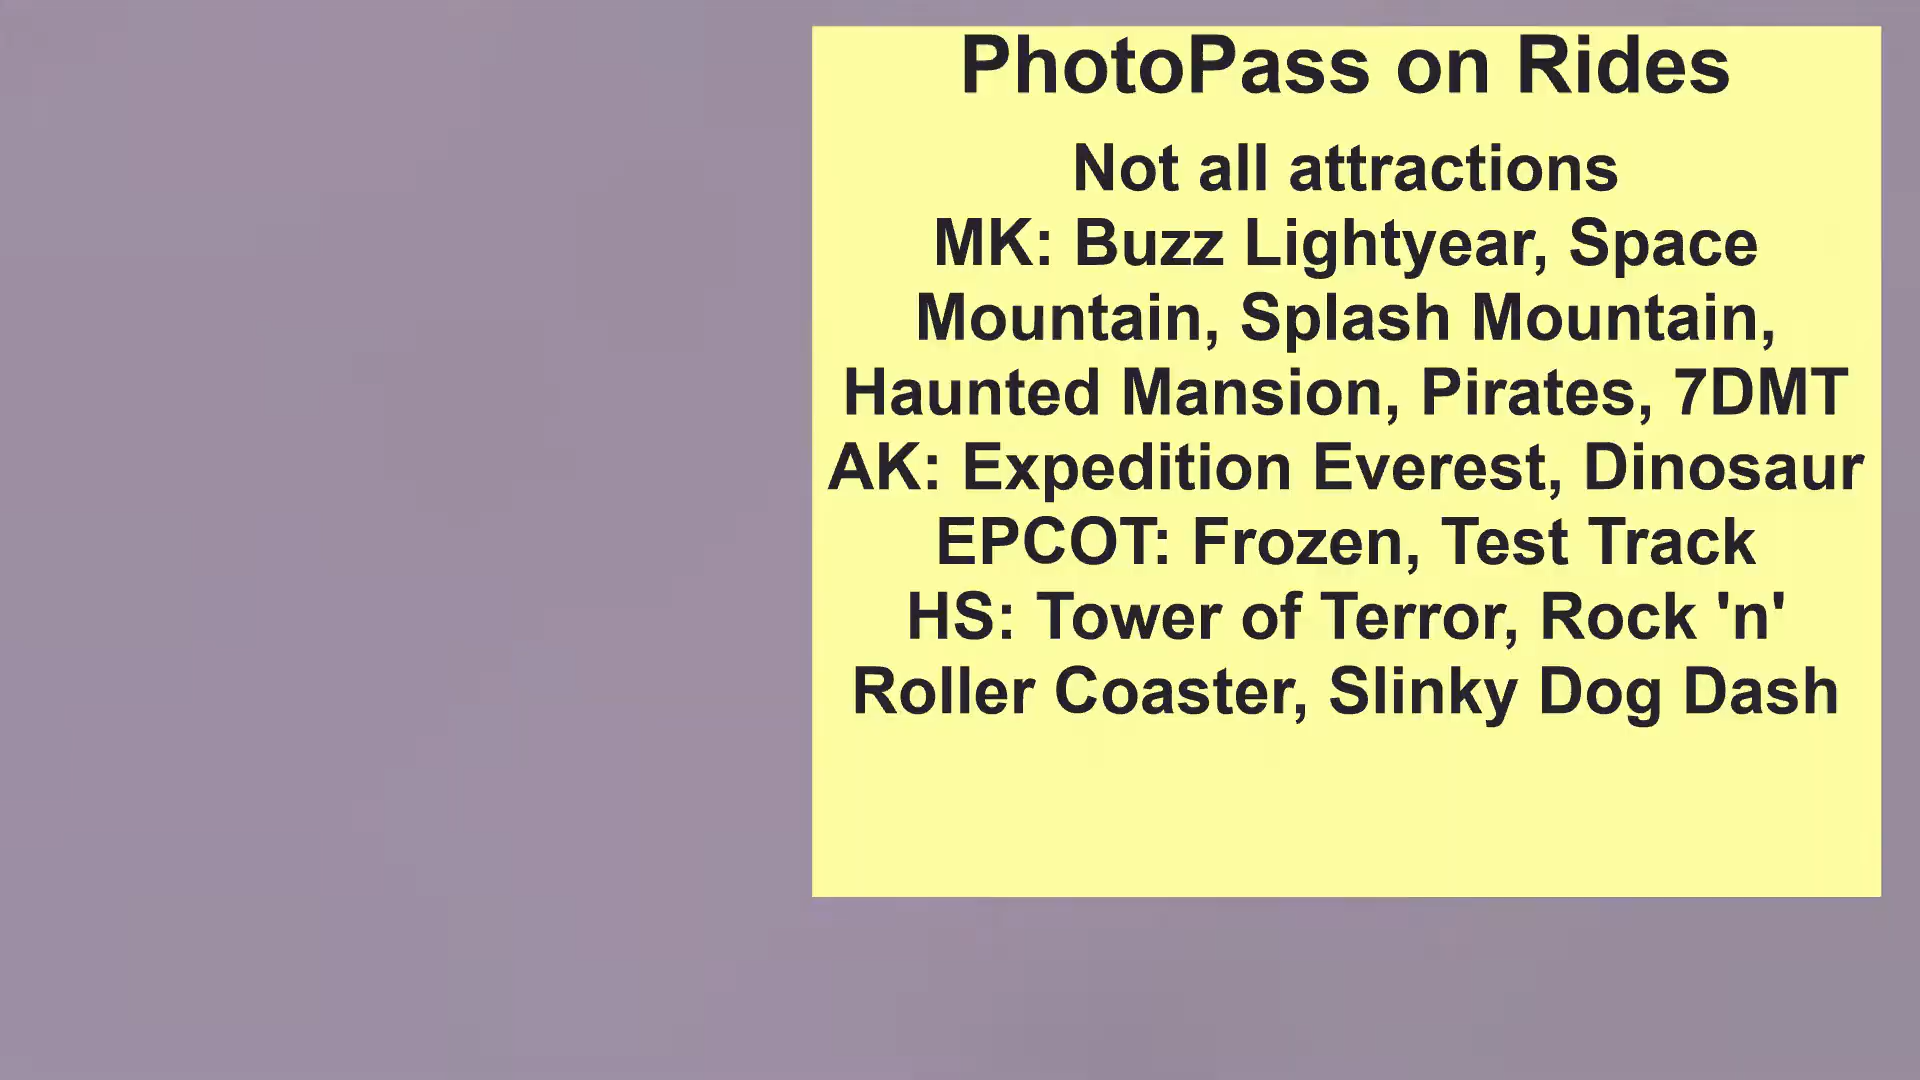 PhotoPass on Rides
Not all attractions
MK: Buzz Lightyear, Space
Mountain, Splash Mountain,
Haunted Mansion, Pirates, 7DMT
AK: Expedition Everest, Dinosaur
EPCOT: Frozen, Test Track
HS: Tower of Terror, Rock 'n'
Roller Coaster, Slinky Dog Dash